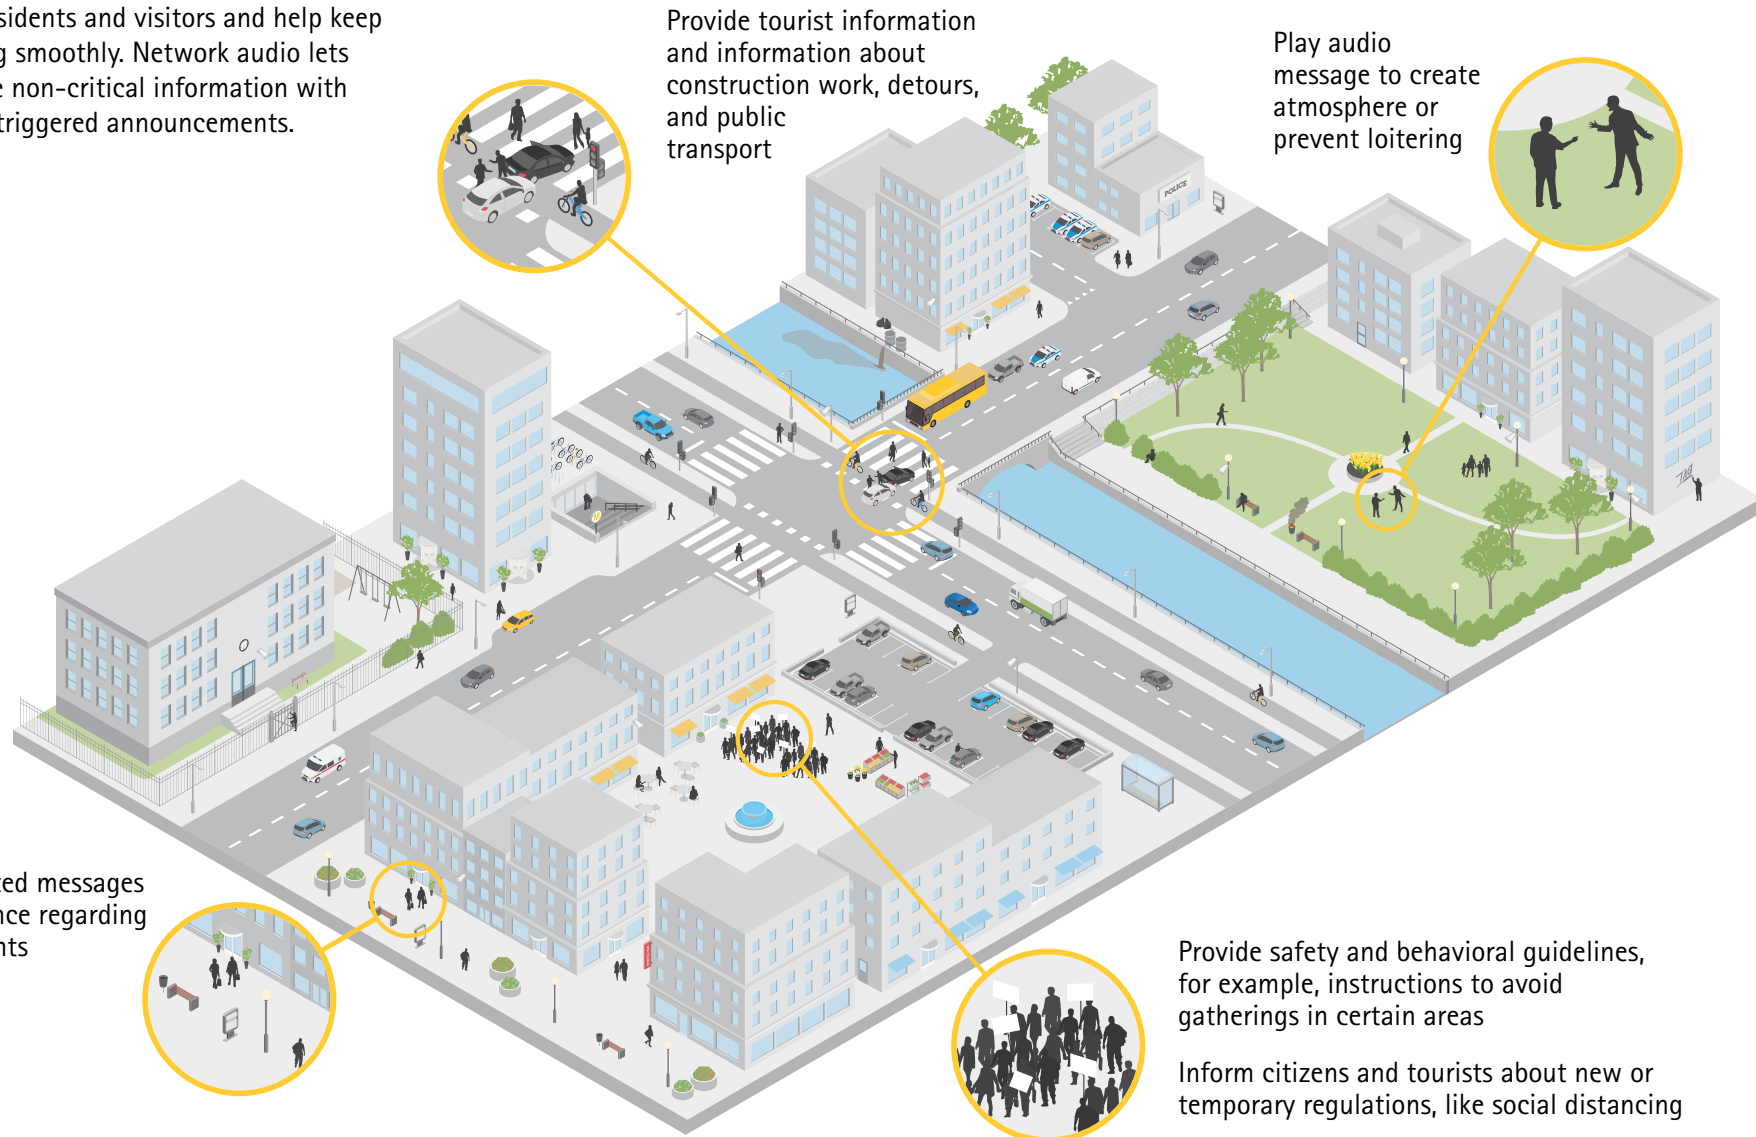 sidents and visitors and help keep
g smoothly. Network audio lets
e non-critical information with
triggered announcements.
Provide tourist information
and information about
construction work, detours,
and public
transport
Play audio
message to create
atmosphere or
prevent loitering
POLICE
TAG
ted messages
nce regarding
nts
Provide safety and behavioral guidelines,
for example, instructions to avoid
gatherings in certain areas
Inform citizens and tourists about new or
temporary regulations, like social distancing